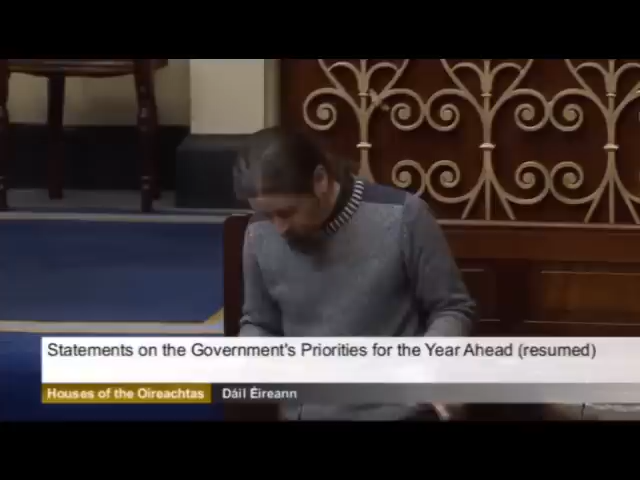 Statements on the Government's Priorities for the Year Ahead (resumed)
Houses of the Oireachtas Dáil Éireann